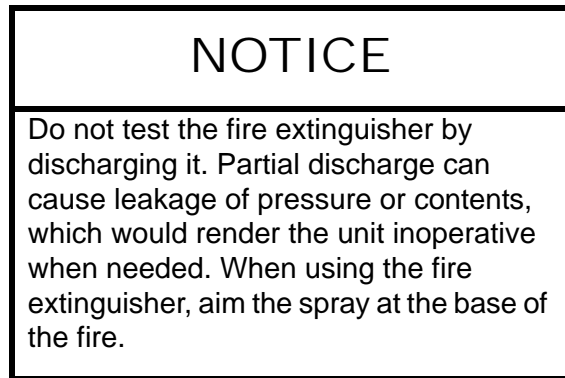 NOTICE
Do not test the fire extinguisher by
discharging it. Partial discharge can
cause leakage of pressure or contents,
which would render the unit inoperative
when needed. When using the fire
extinguisher, aim the spray at the base of
the fire.